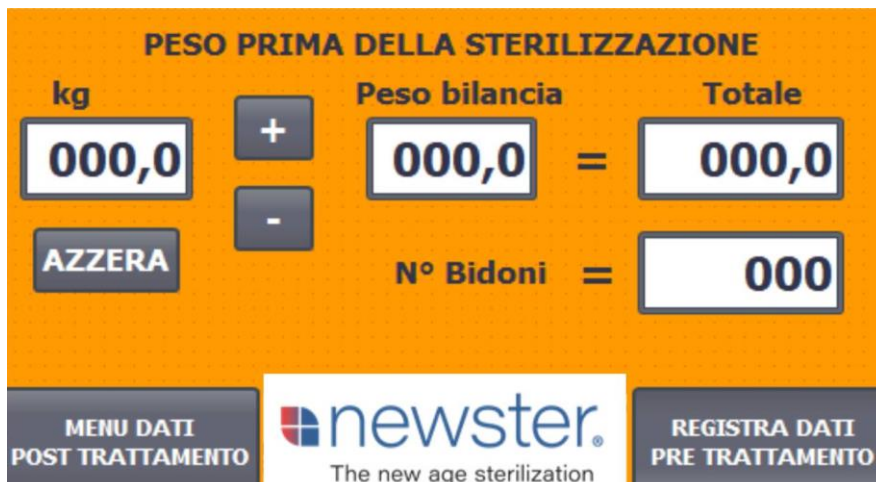 PESO PRIMA DELLA STERILIZZAZIONE
kg
Peso bilancia
Totale
000,0
+
000,0
=
000,0
-
AZZERA
N° Bidoni
=
000
MENU DATI
POST TRATTAMENTO
newster®
The new age sterilization
REGISTRA DATI
PRE TRATTAMENTO